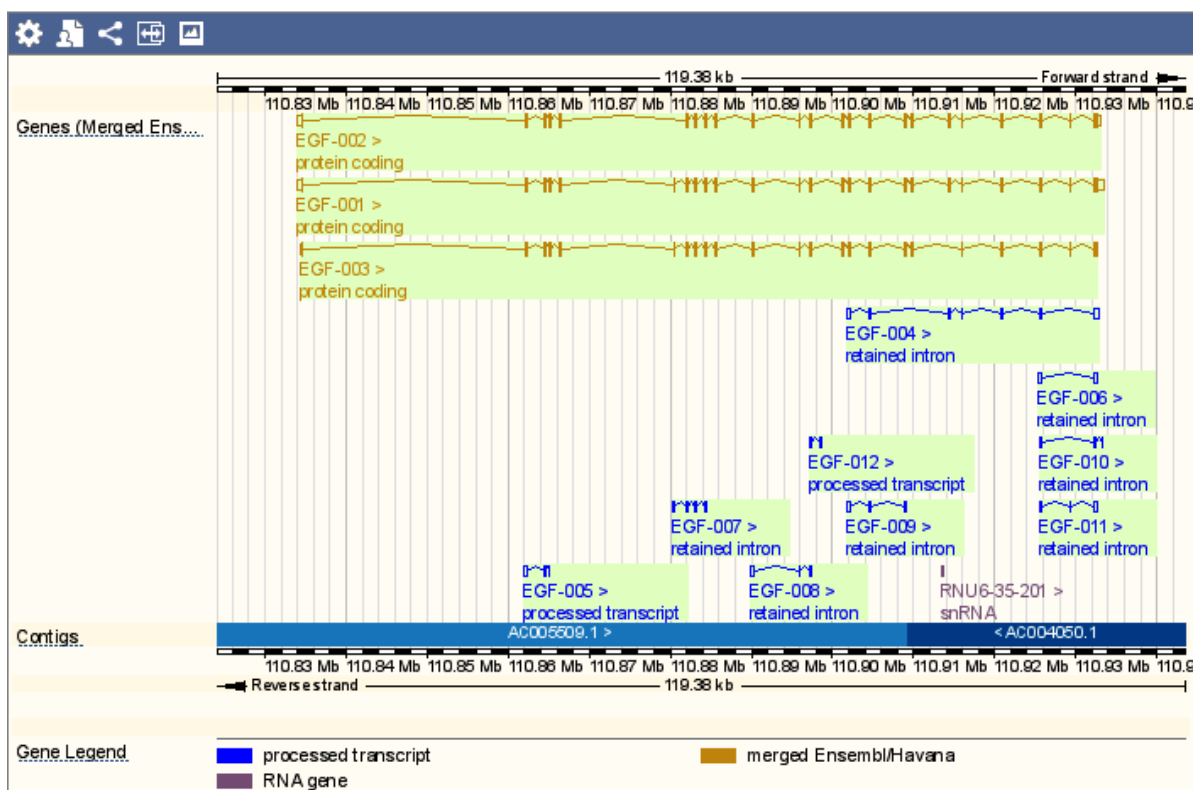 119.38 kb Forward strand
110.83 Mb 110.84 Mb 110.85 Mb 110.86 Mb 110.87 Mb 110.88 Mb 110.89 Mb 110.90 Mb 110.91 Mb 110.92 Mb 110.93 Mb 110.9
Genes (Merged Ens...
EGF-002 >
protein coding
EGF-001 >
protein coding
EGF-003 >
protein coding
EGF-004 >
retained intron
EGF-006 >
retained intron
EGF-012 > EGF-010 >
processed transcript retained intron
EGF-007 > EGF-009 > EGF-011 >
retained intron retained intron retained intron
EGF-005 > EGF-008 > RNU6-35-201 >
processed transcript retained intron snRNA
Contigs AC005509.1 > < AC004050.1
110.83 Mb 110.84 Mb 110.85 Mb 110.86 Mb 110.87 Mb 110.88 Mb 110.89 Mb 110.90 Mb 110.91 Mb 110.92 Mb 110.93 Mb 110.9
Reverse strand 119.38 kb
Gene Legend processed transcript merged Ensembl/Havana
RNA gene